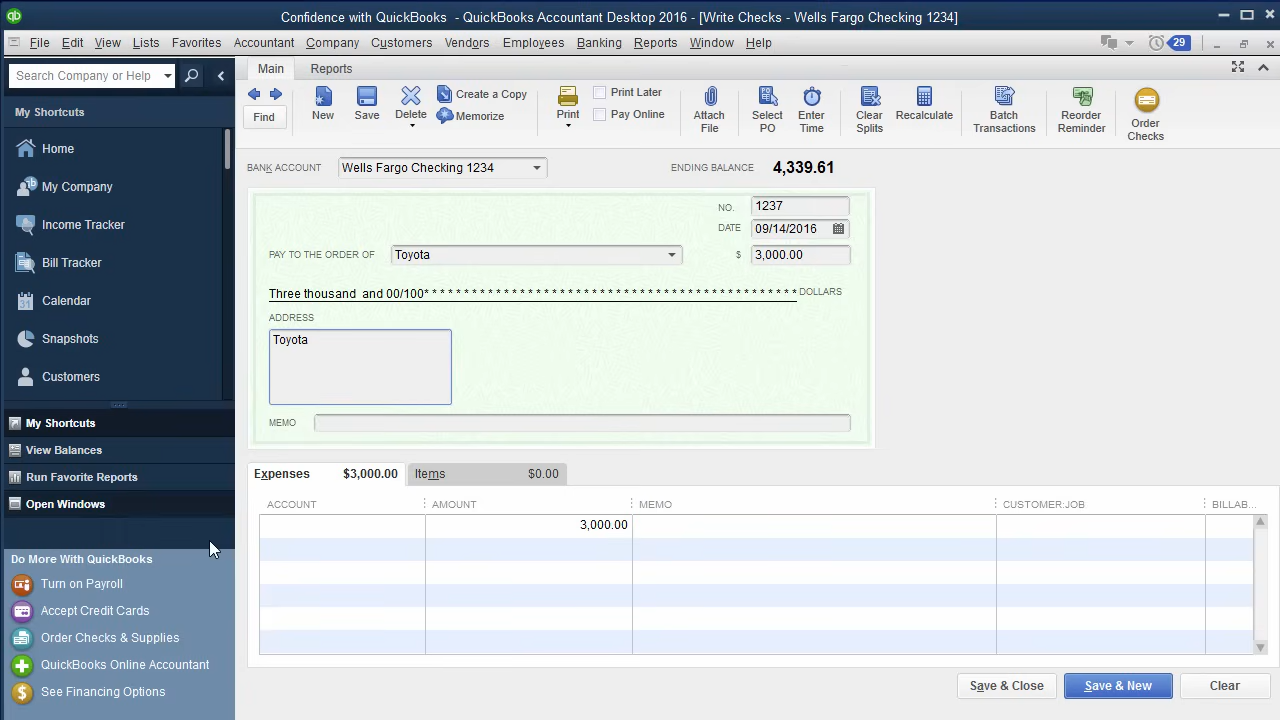 Confidence with QuickBooks - QuickBooks Accountant Desktop 2016 - [Write Checks - Wells Fargo Checking 1234]
File Edit View Lists Favorites Accountant Company Customers Vendors Employees Banking Reports Window Help 29
Search Company or Help
Main Reports
My Shortcuts
Find
New
Save
Delete
Create a Copy
Memorize
Print
Print Later
Pay Online
Attach
File
Select
PO
Enter
Time
Clear
Splits
Recalculate
Batch
Transactions
Reorder
Reminder
Order
Checks
Home
My Company
Income Tracker
Bill Tracker
Calendar
Snapshots
Customers
My Shortcuts
View Balances
Run Favorite Reports
Open Windows
Do More With QuickBooks
Turn on Payroll
Accept Credit Cards
Order Checks & Supplies
QuickBooks Online Accountant
See Financing Options
BANK ACCOUNT Wells Fargo Checking 1234 ENDING BALANCE 4,339.61
NO. 1237
DATE 09/14/2016
PAY TO THE ORDER OF Toyota $ 3,000.00
Three thousand and 00/100* * * * * * * * * * * * * * * * * * * * * * * * * * * * * * * * * * * * * * * * * * * * * * DOLLARS
ADDRESS
Toyota
MEMO
Expenses $3,000.00 Items $0.00
ACCOUNT AMOUNT MEMO CUSTOMER:JOB BILLAB...
3,000.00
Save & Close Save & New Clear